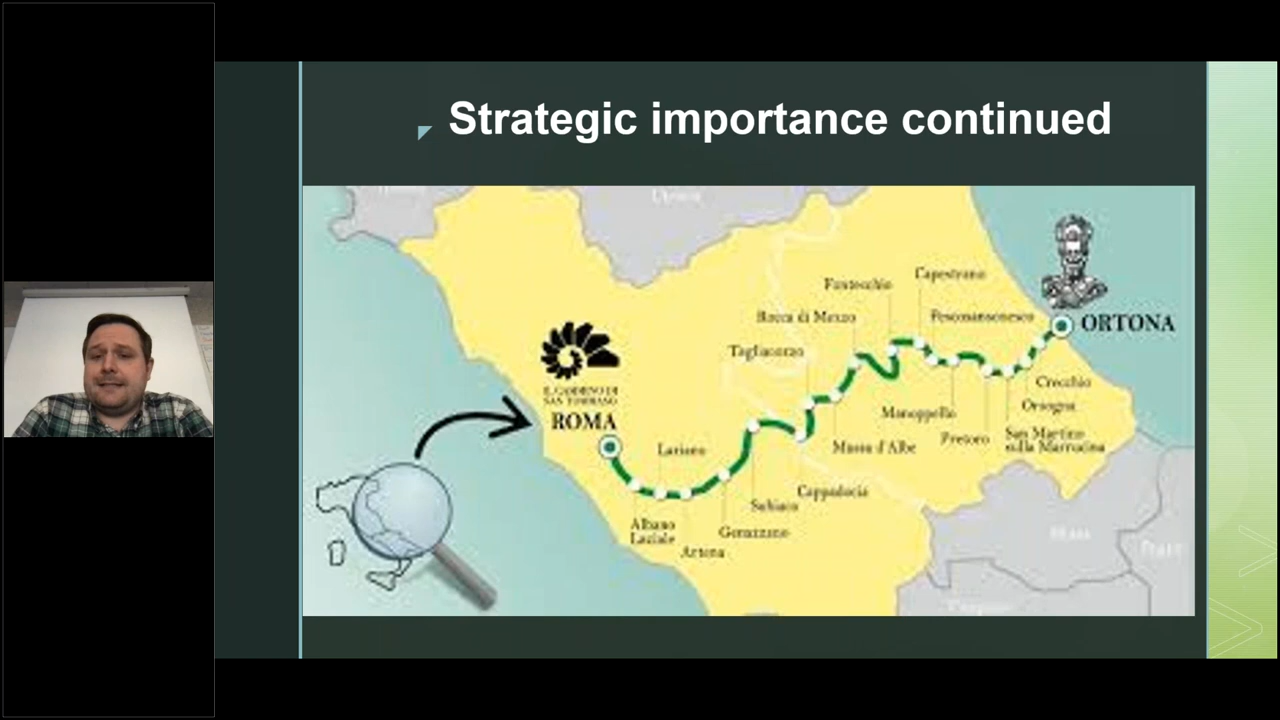 Strategic importance continued
IL CAMMINO DI
SAN TOMMASO
ROMA
ORTONA
Capestrano
Fontecchio
Rocca di Mezzo
Pesconsansonesco
Tagliacozzo
Crecchio
Orsogna
Manoppello
Pretoro
San Martino
sulla Marrucina
Massa d'Albe
Lariano
Cappadocia
Subiaco
Albano
Laziale
Genazzano
Artena